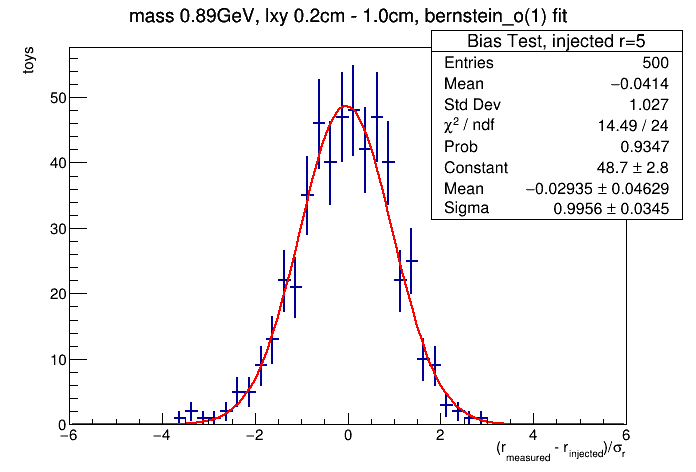 mass 0.89GeV, lxy 0.2cm - 1.0cm, bernstein_o(1) fit
toys
Bias Test, injected r=5
Entries 500
Mean −0.0414
Std Dev 1.027
χ² / ndf 14.49 / 24
Prob 0.9347
Constant 48.7 ± 2.8
Mean −0.02935 ± 0.04629
Sigma 0.9956 ± 0.0345
50
40
30
20
10
0
−6 −4 −2 0 2 4 6
(r_measured - r_injected)/σ_r